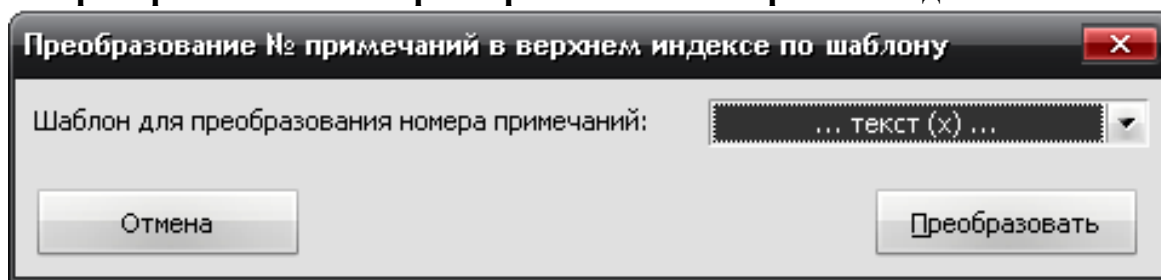 Преобразование № примечаний в верхнем индексе по шаблону
Шаблон для преобразования номера примечаний:
... текст (x) ...
Отмена
Преобразовать